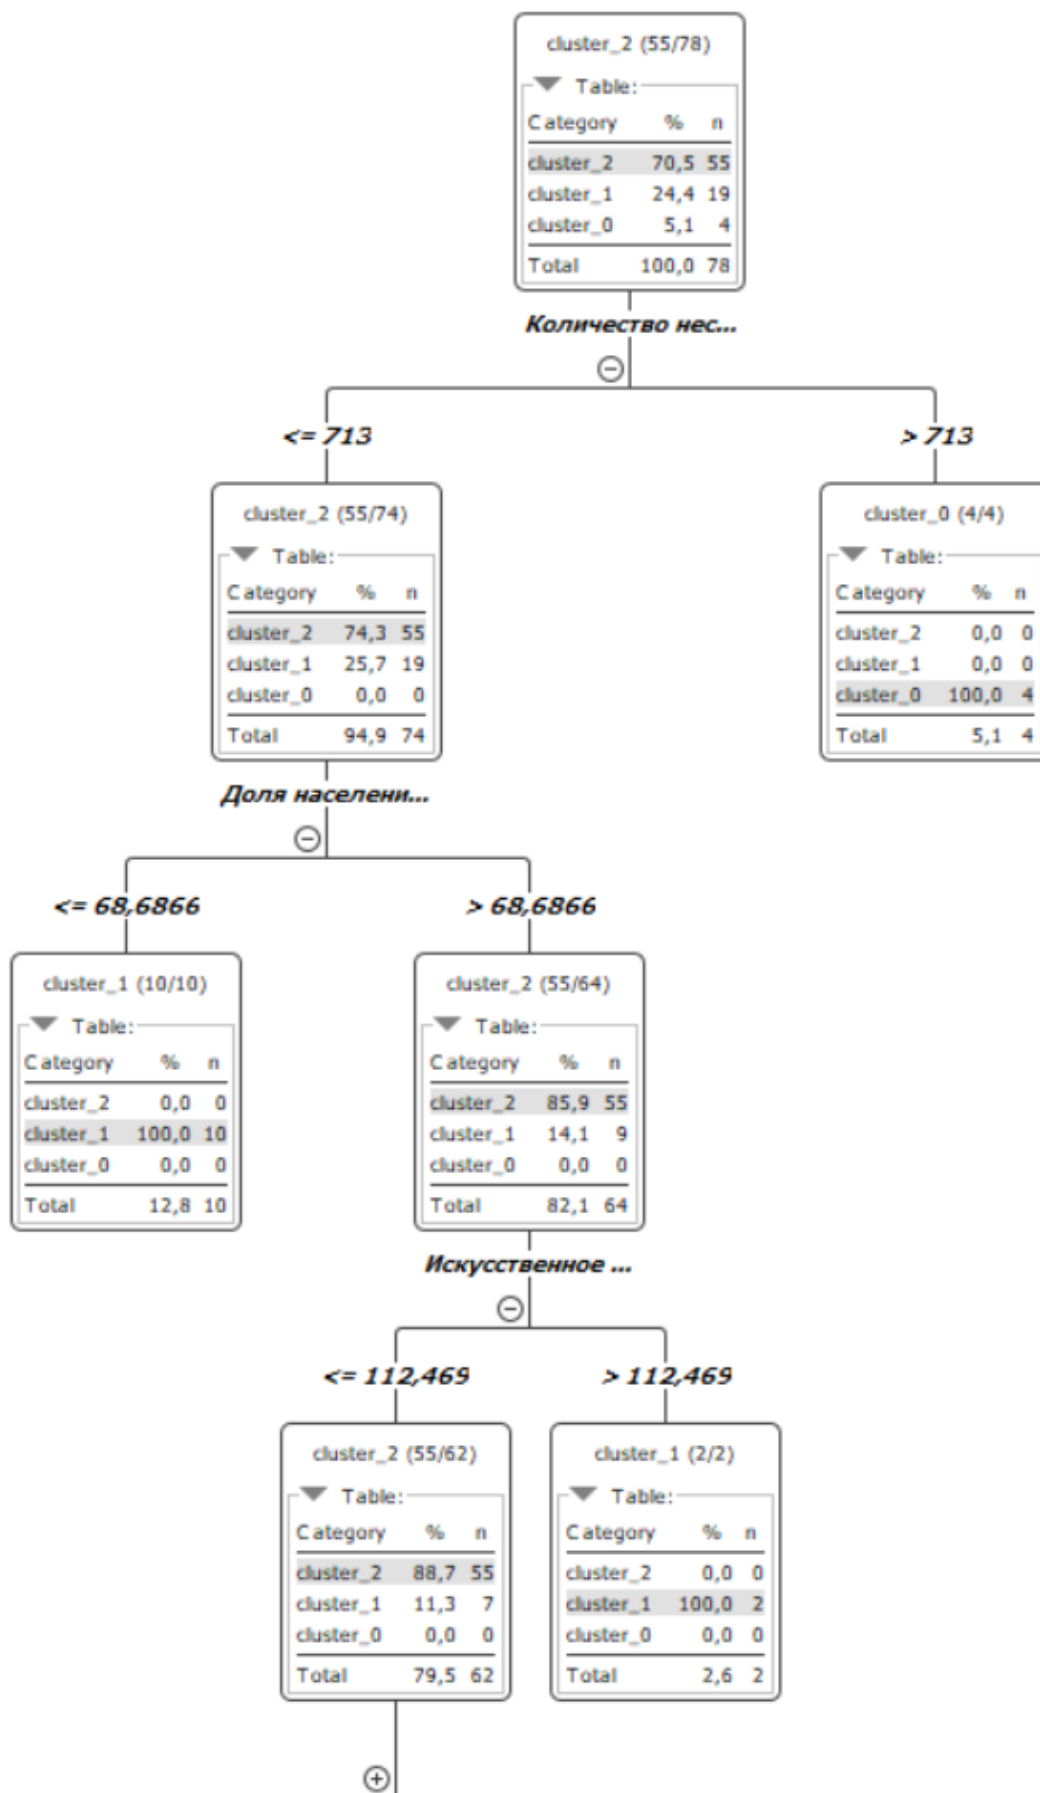 cluster_2 (55/78)
Table:
Category % n
cluster_2 70,5 55
cluster_1 24,4 19
cluster_0 5,1 4
Total 100,0 78
Количество нес...
<= 713
> 713
cluster_2 (55/74)
Table:
Category % n
cluster_2 74,3 55
cluster_1 25,7 19
cluster_0 0,0 0
Total 94,9 74
cluster_0 (4/4)
Table:
Category % n
cluster_2 0,0 0
cluster_1 0,0 0
cluster_0 100,0 4
Total 5,1 4
Доля населени...
<= 68,6866
> 68,6866
cluster_1 (10/10)
Table:
Category % n
cluster_2 0,0 0
cluster_1 100,0 10
cluster_0 0,0 0
Total 12,8 10
cluster_2 (55/64)
Table:
Category % n
cluster_2 85,9 55
cluster_1 14,1 9
cluster_0 0,0 0
Total 82,1 64
Искусственное ...
<= 112,469
> 112,469
cluster_2 (55/62)
Table:
Category % n
cluster_2 88,7 55
cluster_1 11,3 7
cluster_0 0,0 0
Total 79,5 62
cluster_1 (2/2)
Table:
Category % n
cluster_2 0,0 0
cluster_1 100,0 2
cluster_0 0,0 0
Total 2,6 2